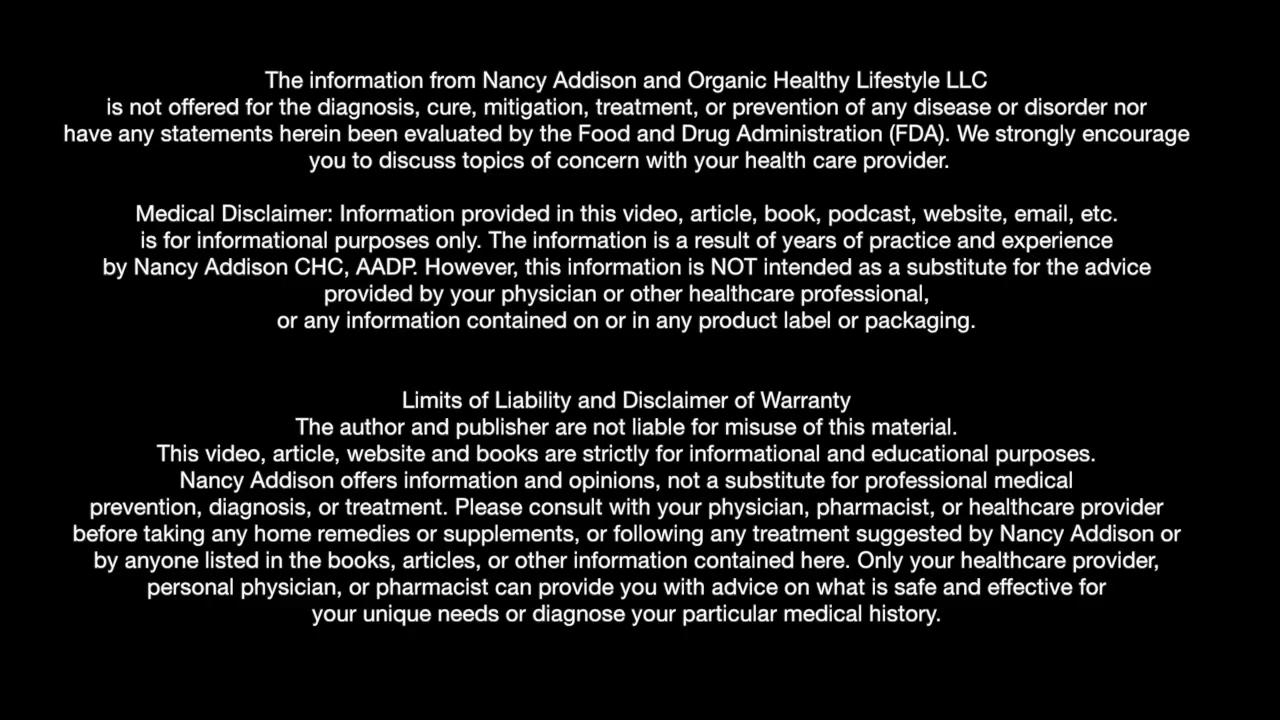 The information from Nancy Addison and Organic Healthy Lifestyle LLC
is not offered for the diagnosis, cure, mitigation, treatment, or prevention of any disease or disorder nor
have any statements herein been evaluated by the Food and Drug Administration (FDA). We strongly encourage
you to discuss topics of concern with your health care provider.
Medical Disclaimer: Information provided in this video, article, book, podcast, website, email, etc.
is for informational purposes only. The information is a result of years of practice and experience
by Nancy Addison CHC, AADP. However, this information is NOT intended as a substitute for the advice
provided by your physician or other healthcare professional,
or any information contained on or in any product label or packaging.
Limits of Liability and Disclaimer of Warranty
The author and publisher are not liable for misuse of this material.
This video, article, website and books are strictly for informational and educational purposes.
Nancy Addison offers information and opinions, not a substitute for professional medical
prevention, diagnosis, or treatment. Please consult with your physician, pharmacist, or healthcare provider
before taking any home remedies or supplements, or following any treatment suggested by Nancy Addison or
by anyone listed in the books, articles, or other information contained here. Only your healthcare provider,
personal physician, or pharmacist can provide you with advice on what is safe and effective for
your unique needs or diagnose your particular medical history.